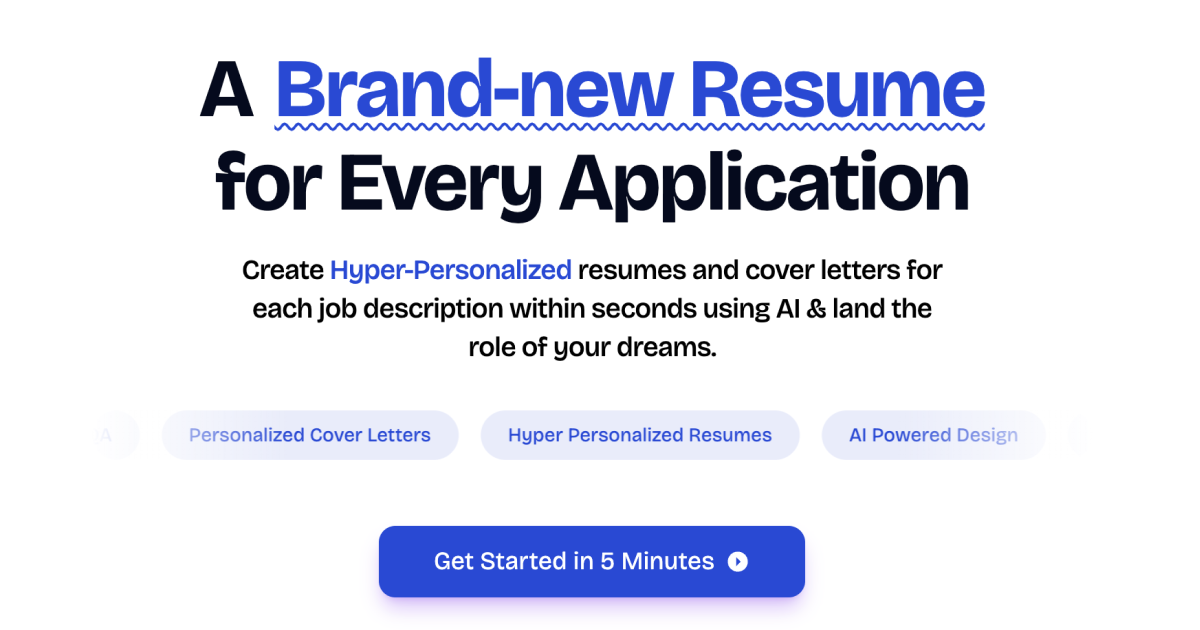 A Brand-new Resume
for Every Application
Create Hyper-Personalized resumes and cover letters for
each job description within seconds using AI & land the
role of your dreams.
A
Personalized Cover Letters
Hyper Personalized Resumes
AI Powered Design
Get Started in 5 Minutes